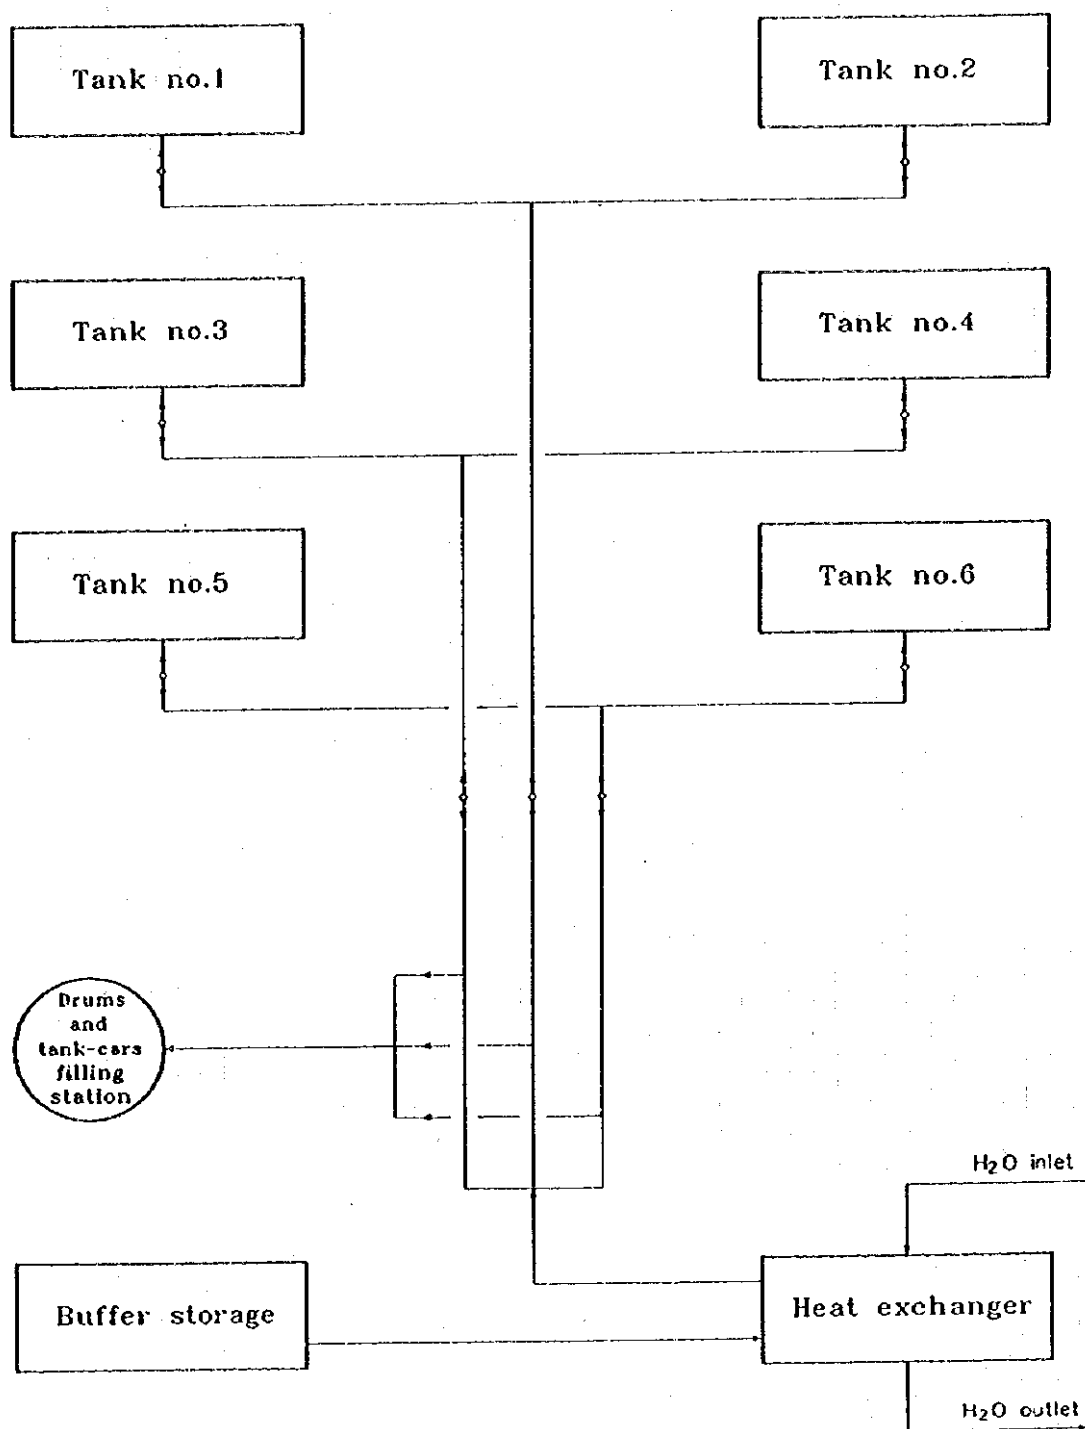 Tank no.1
Tank no.2
Tank no.3
Tank no.4
Tank no.5
Tank no.6
Drums
and
tank-cars
filling
station
H₂O inlet
Buffer storage
Heat exchanger
H₂O outlet